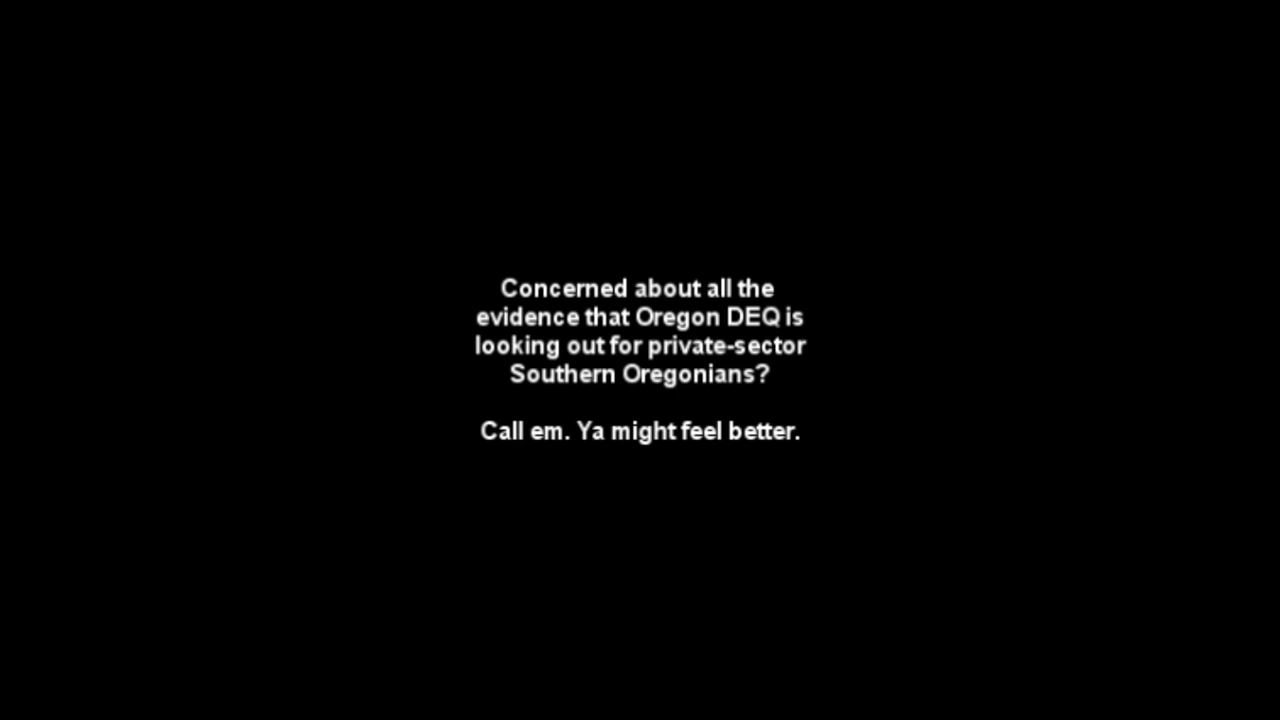 Concerned about all the
evidence that Oregon DEQ is
looking out for private-sector
Southern Oregonians?
Call em. Ya might feel better.